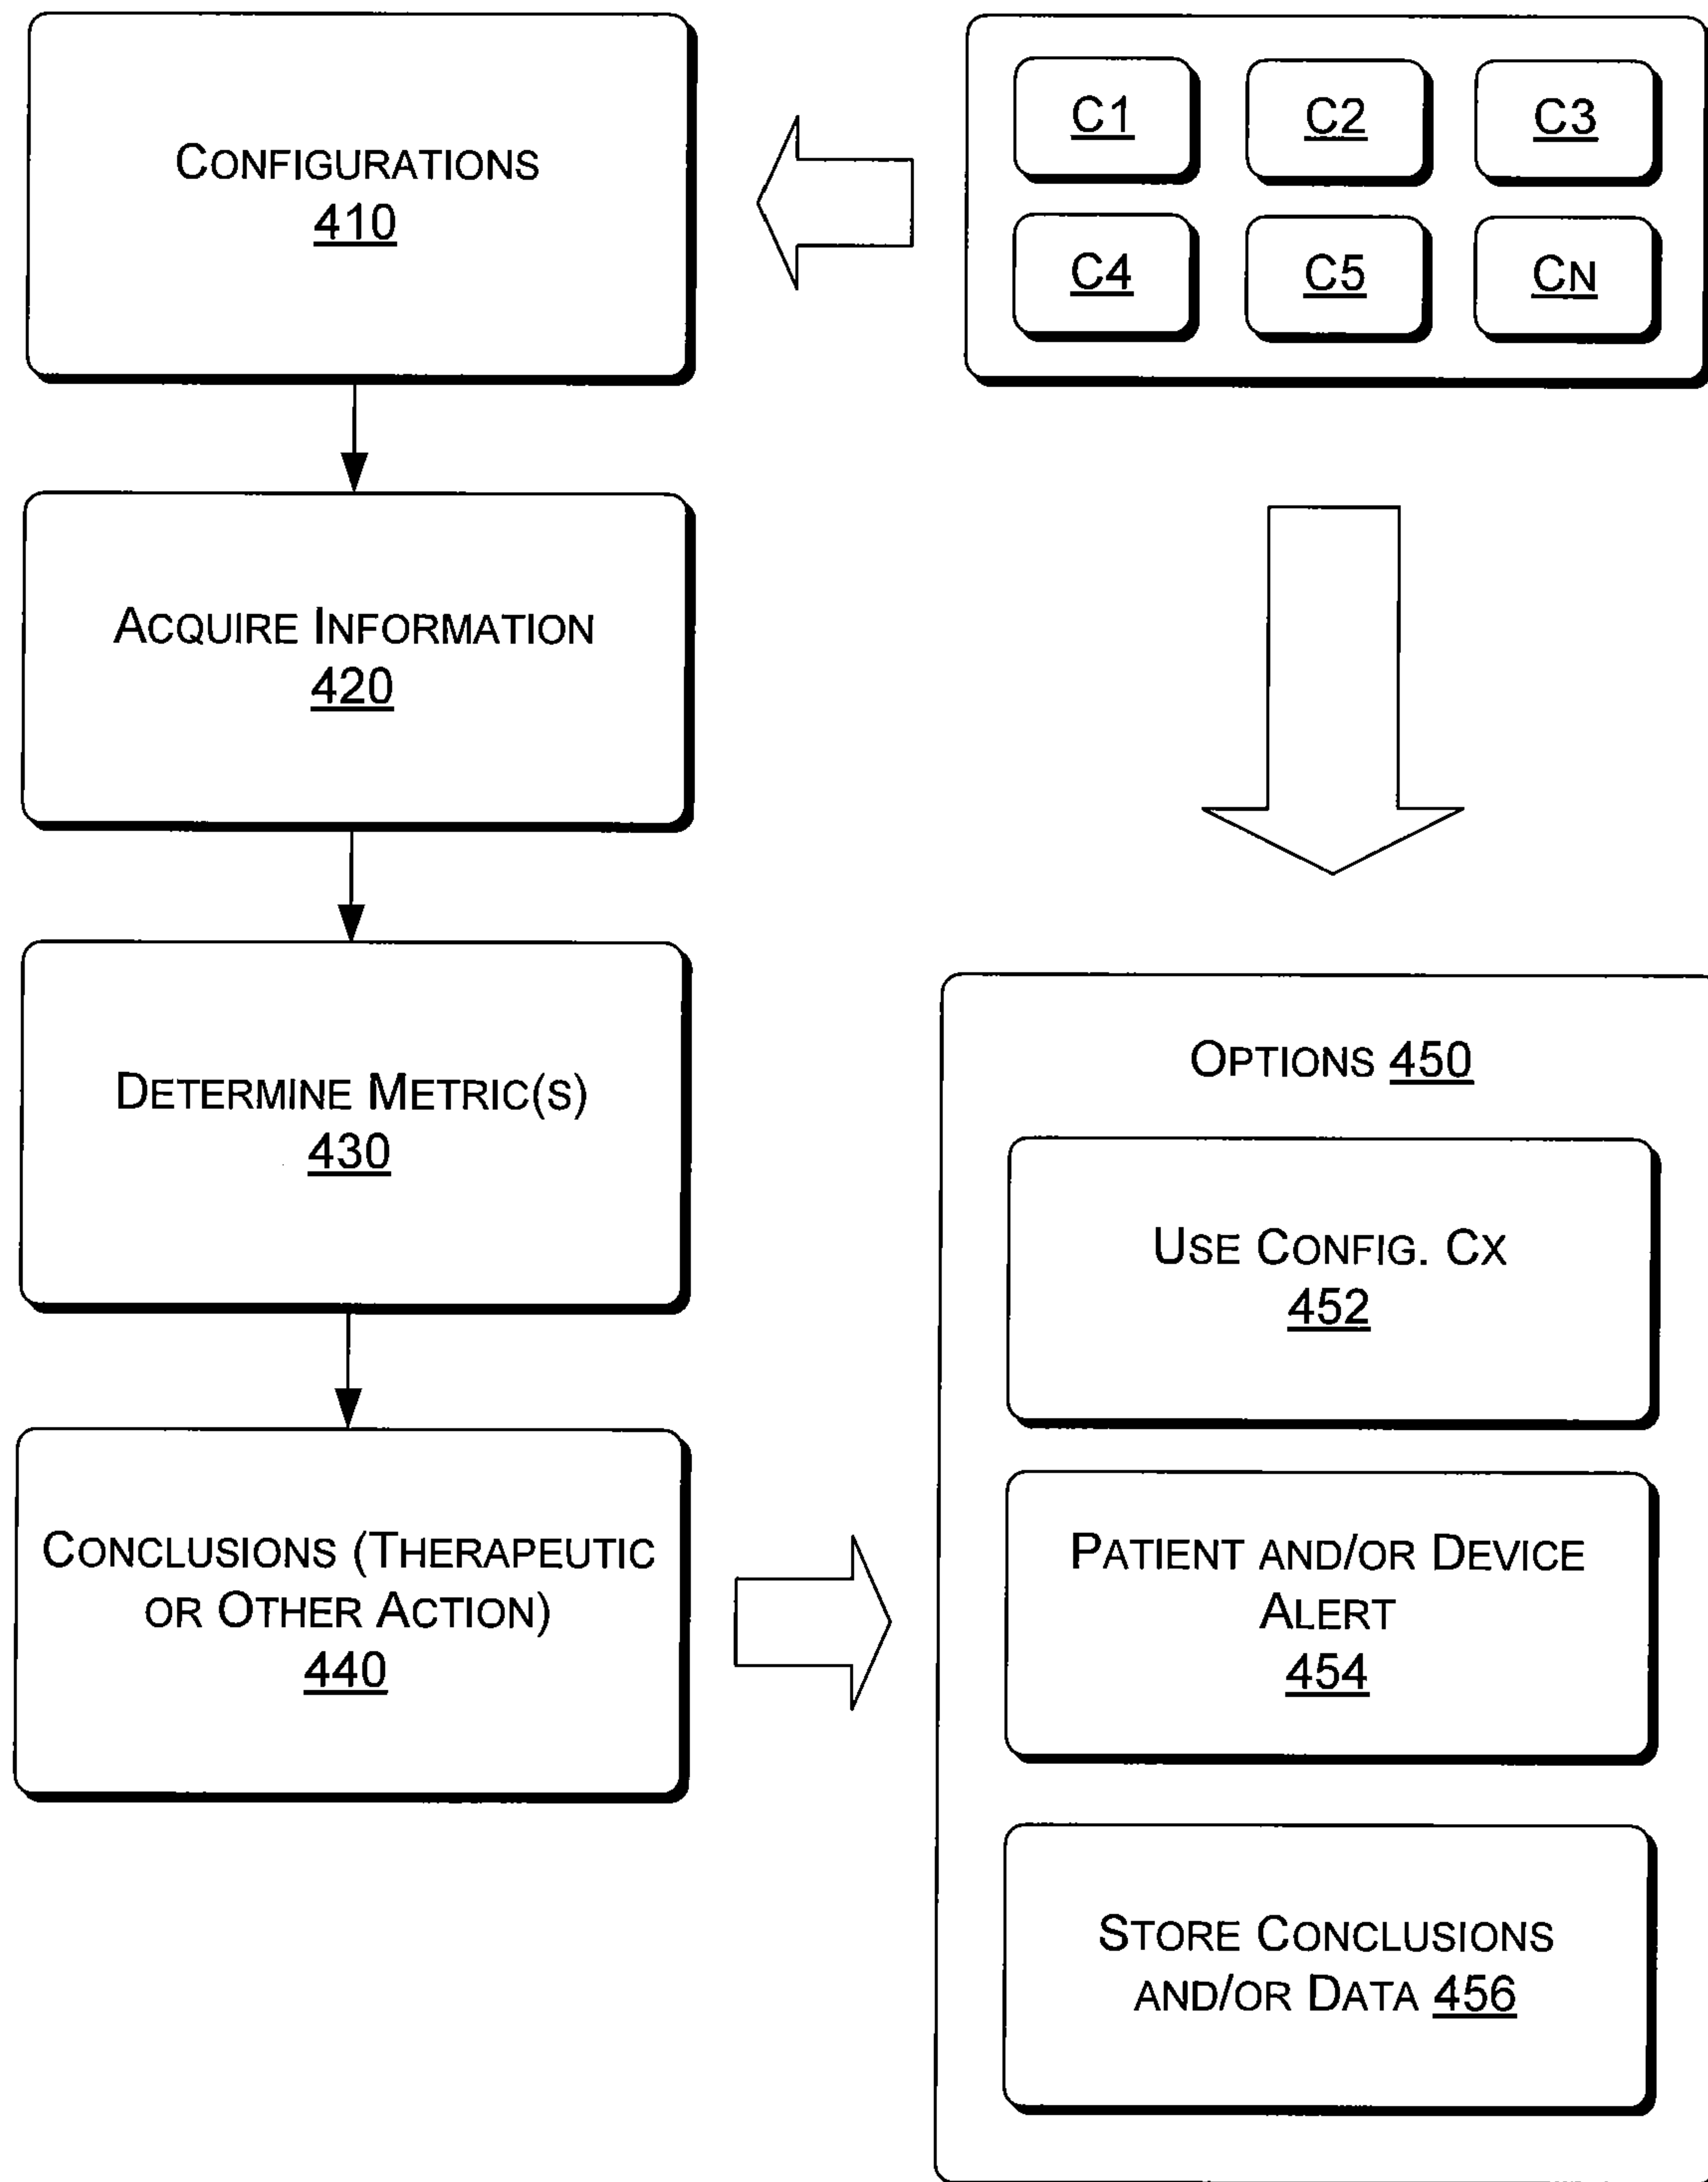 CONFIGURATIONS
410
C1
C2
C3
C4
C5
CN
ACQUIRE INFORMATION
420
DETERMINE METRIC(S)
430
CONCLUSIONS (THERAPEUTIC
OR OTHER ACTION)
440
OPTIONS 450
USE CONFIG. CX
452
PATIENT AND/OR DEVICE
ALERT
454
STORE CONCLUSIONS
AND/OR DATA 456